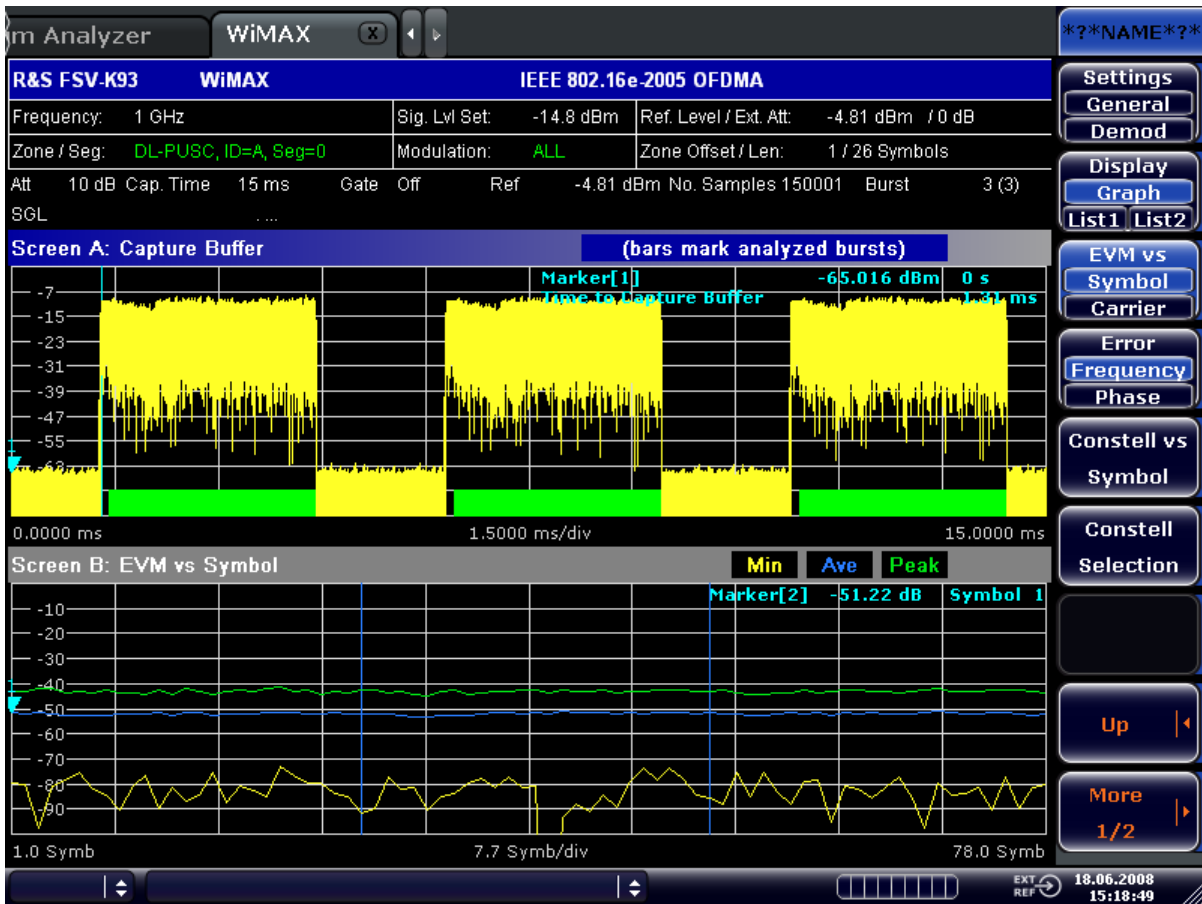 m Analyzer WiMAX X
*?*NAME*?*
R&S FSV-K93 WiMAX IEEE 802.16e-2005 OFDMA
Frequency: 1 GHz Sig. Lvl Set: -14.8 dBm Ref. Level / Ext. Att: -4.81 dBm / 0 dB
Zone / Seg: DL-PUSC, ID=A, Seg=0 Modulation: ALL Zone Offset / Len: 1 / 26 Symbols
Att 10 dB Cap. Time 15 ms Gate Off Ref -4.81 dBm No. Samples 150001 Burst 3 (3)
SGL . ...
Screen A: Capture Buffer (bars mark analyzed bursts)
Marker[1] -65.016 dBm 0 s
Time to Capture Buffer 1.31 ms
-7
-15
-23
-31
-39
-47
-55
-63
0.0000 ms 1.5000 ms/div 15.0000 ms
Screen B: EVM vs Symbol Min Ave Peak
Marker[2] -51.22 dB Symbol 1
-10
-20
-30
-40
-50
-60
-70
-80
-90
1.0 Symb 7.7 Symb/div 78.0 Symb
Settings
General
Demod
Display
Graph
List1 List2
EVM vs
Symbol
Carrier
Error
Frequency
Phase
Constell vs
Symbol
Constell
Selection
Up
More
1/2
EXT
REF
18.06.2008
15:18:49